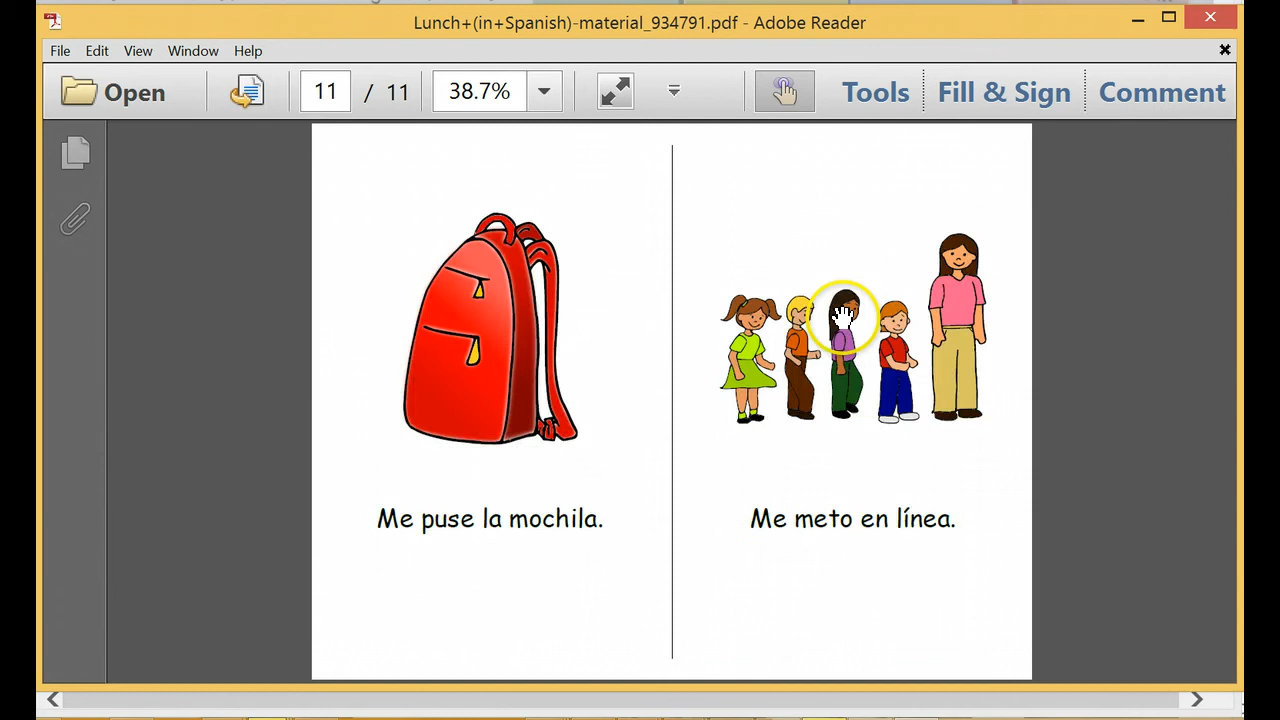 Lunch+(in+Spanish)-material_934791.pdf - Adobe Reader
File Edit View Window Help
Open 11 / 11 38.7% Tools Fill & Sign Comment
Me puse la mochila.
Me meto en línea.